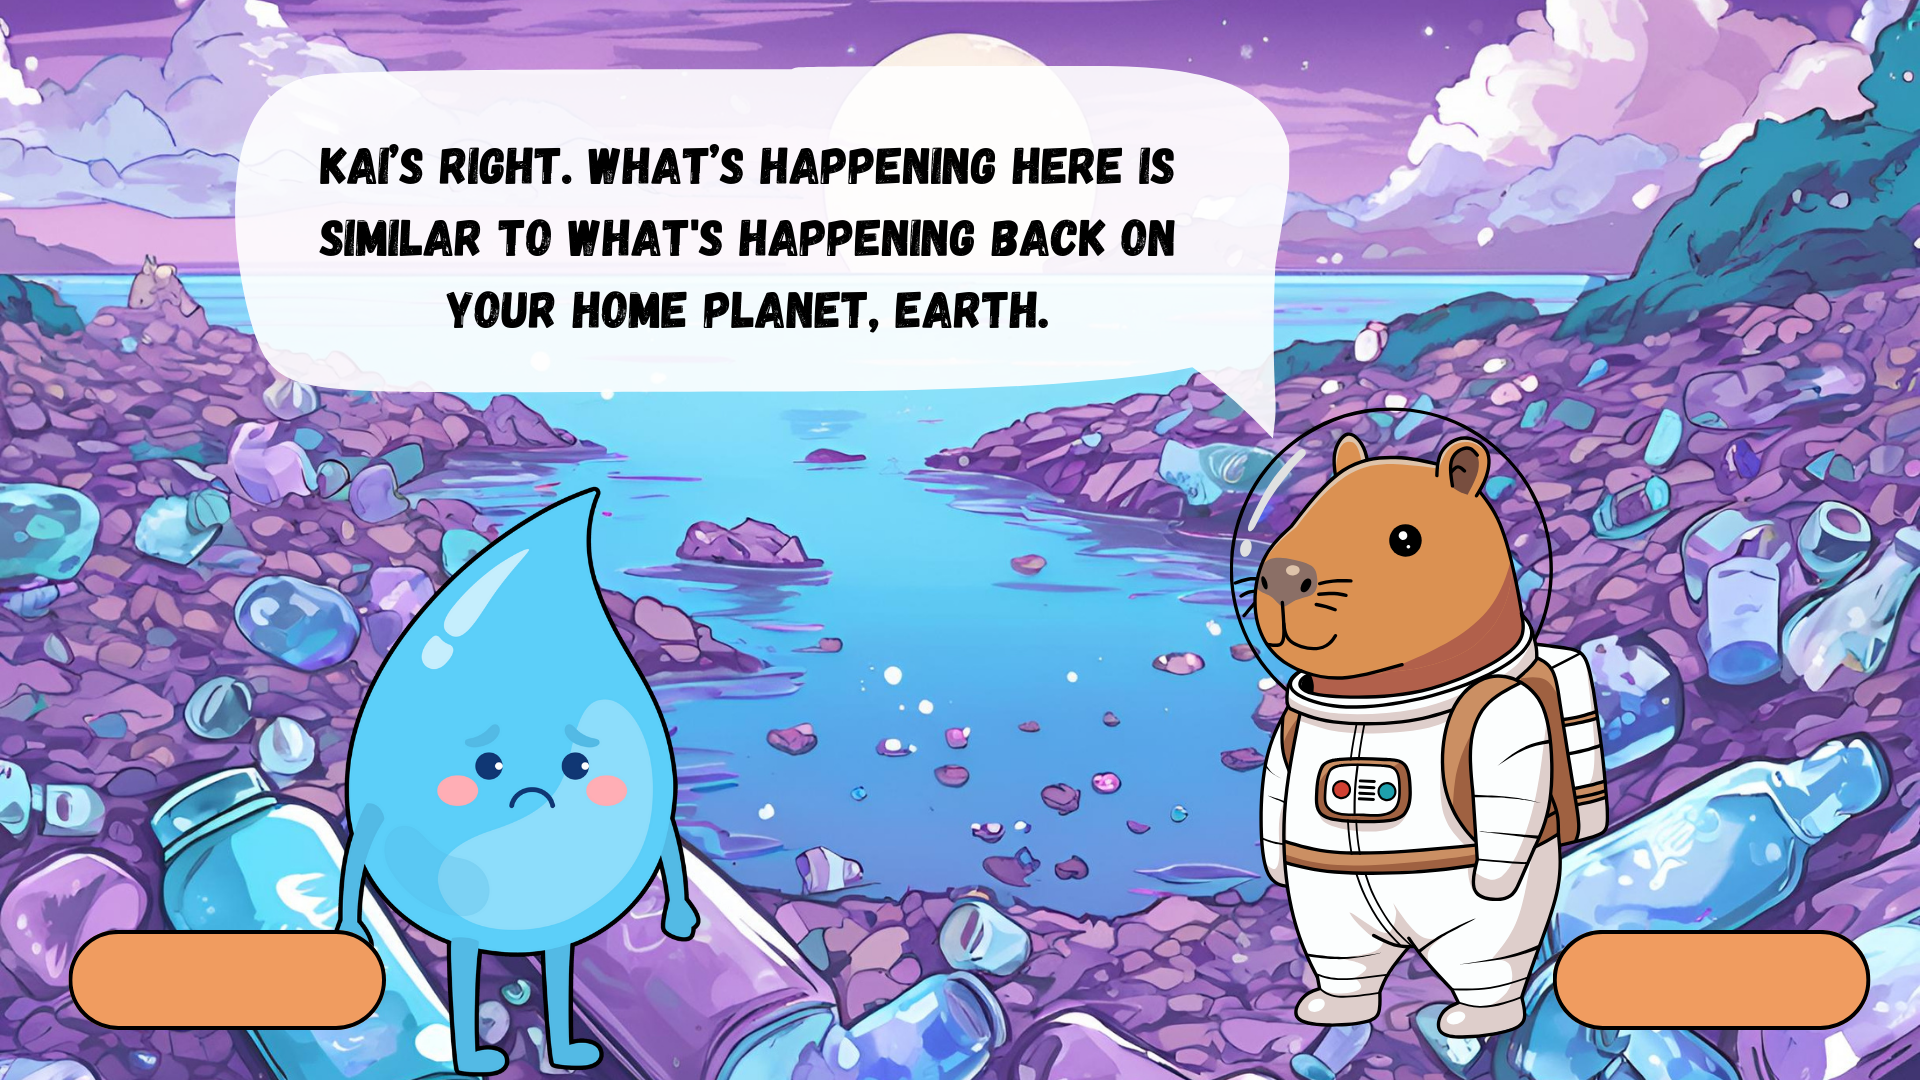 KAI’S RIGHT. WHAT’S HAPPENING HERE IS
SIMILAR TO WHAT'S HAPPENING BACK ON
YOUR HOME PLANET, EARTH.